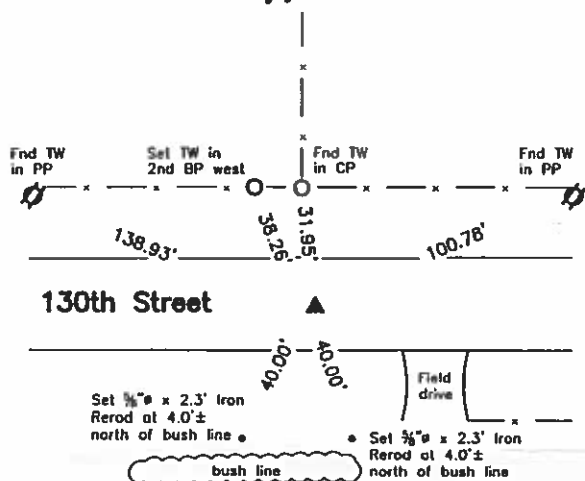 Fnd TW
in PP
Set TW in
2nd BP west
Fnd TW
in CP
Fnd TW
in PP
138.93'
38.26'
31.95'
100.78'
130th Street
40.00'
40.00'
Field
drive
Set ⅝"ø x 2.3' Iron
Rerod at 4.0'±
north of bush line
Set ⅝"ø x 2.3' Iron
Rerod at 4.0'±
north of bush line
bush line